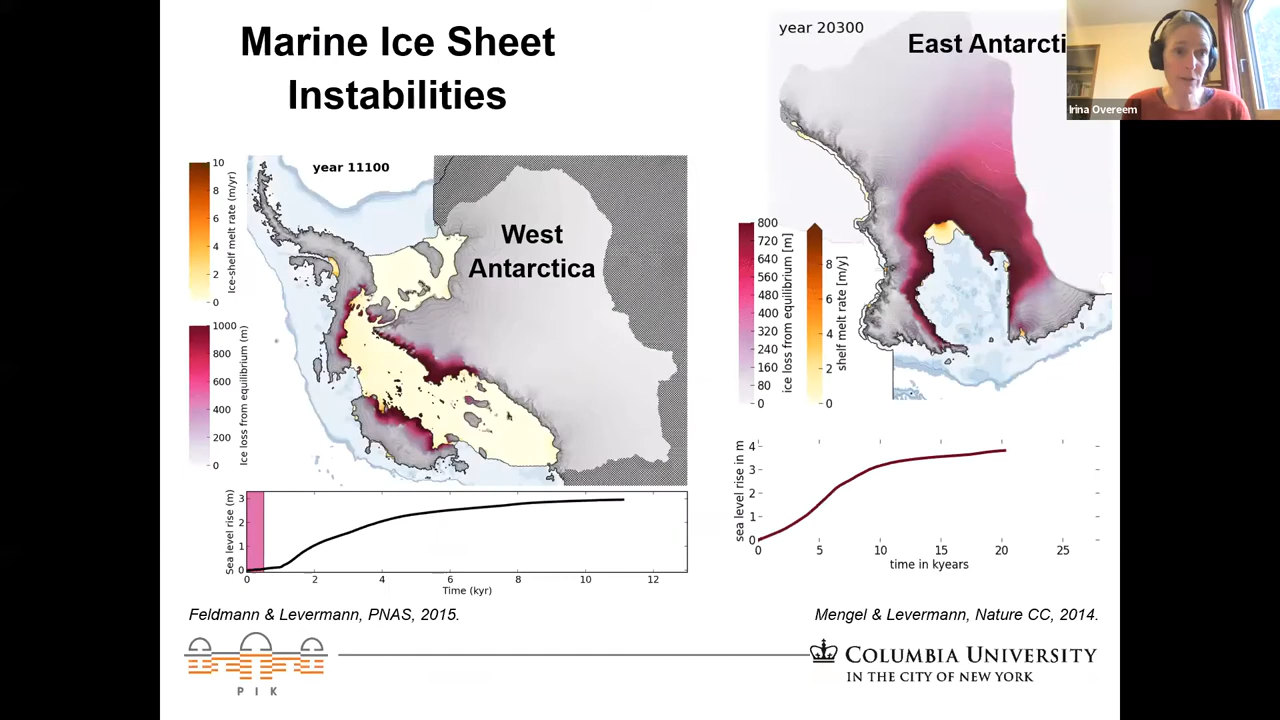 Marine Ice Sheet
Instabilities
year 11100
West
Antarctica
10
8
6
4
2
0
Ice-shelf melt rate (m/yr)
1000
800
600
400
200
0
Ice loss from equilibrium (m)
3
2
1
0
Sea level rise (m)
0 2 4 6 8 10 12
Time (kyr)
Feldmann & Levermann, PNAS, 2015.
year 20300
East Antarcti
Irina Overeem
800
720
640
560
480
400
320
240
160
80
0
ice loss from equilibrium [m]
8
6
4
2
0
shelf melt rate [m/y]
4
3
2
1
0
sea level rise in m
0 5 10 15 20 25
time in kyears
Mengel & Levermann, Nature CC, 2014.
P I K
COLUMBIA UNIVERSITY
IN THE CITY OF NEW YORK